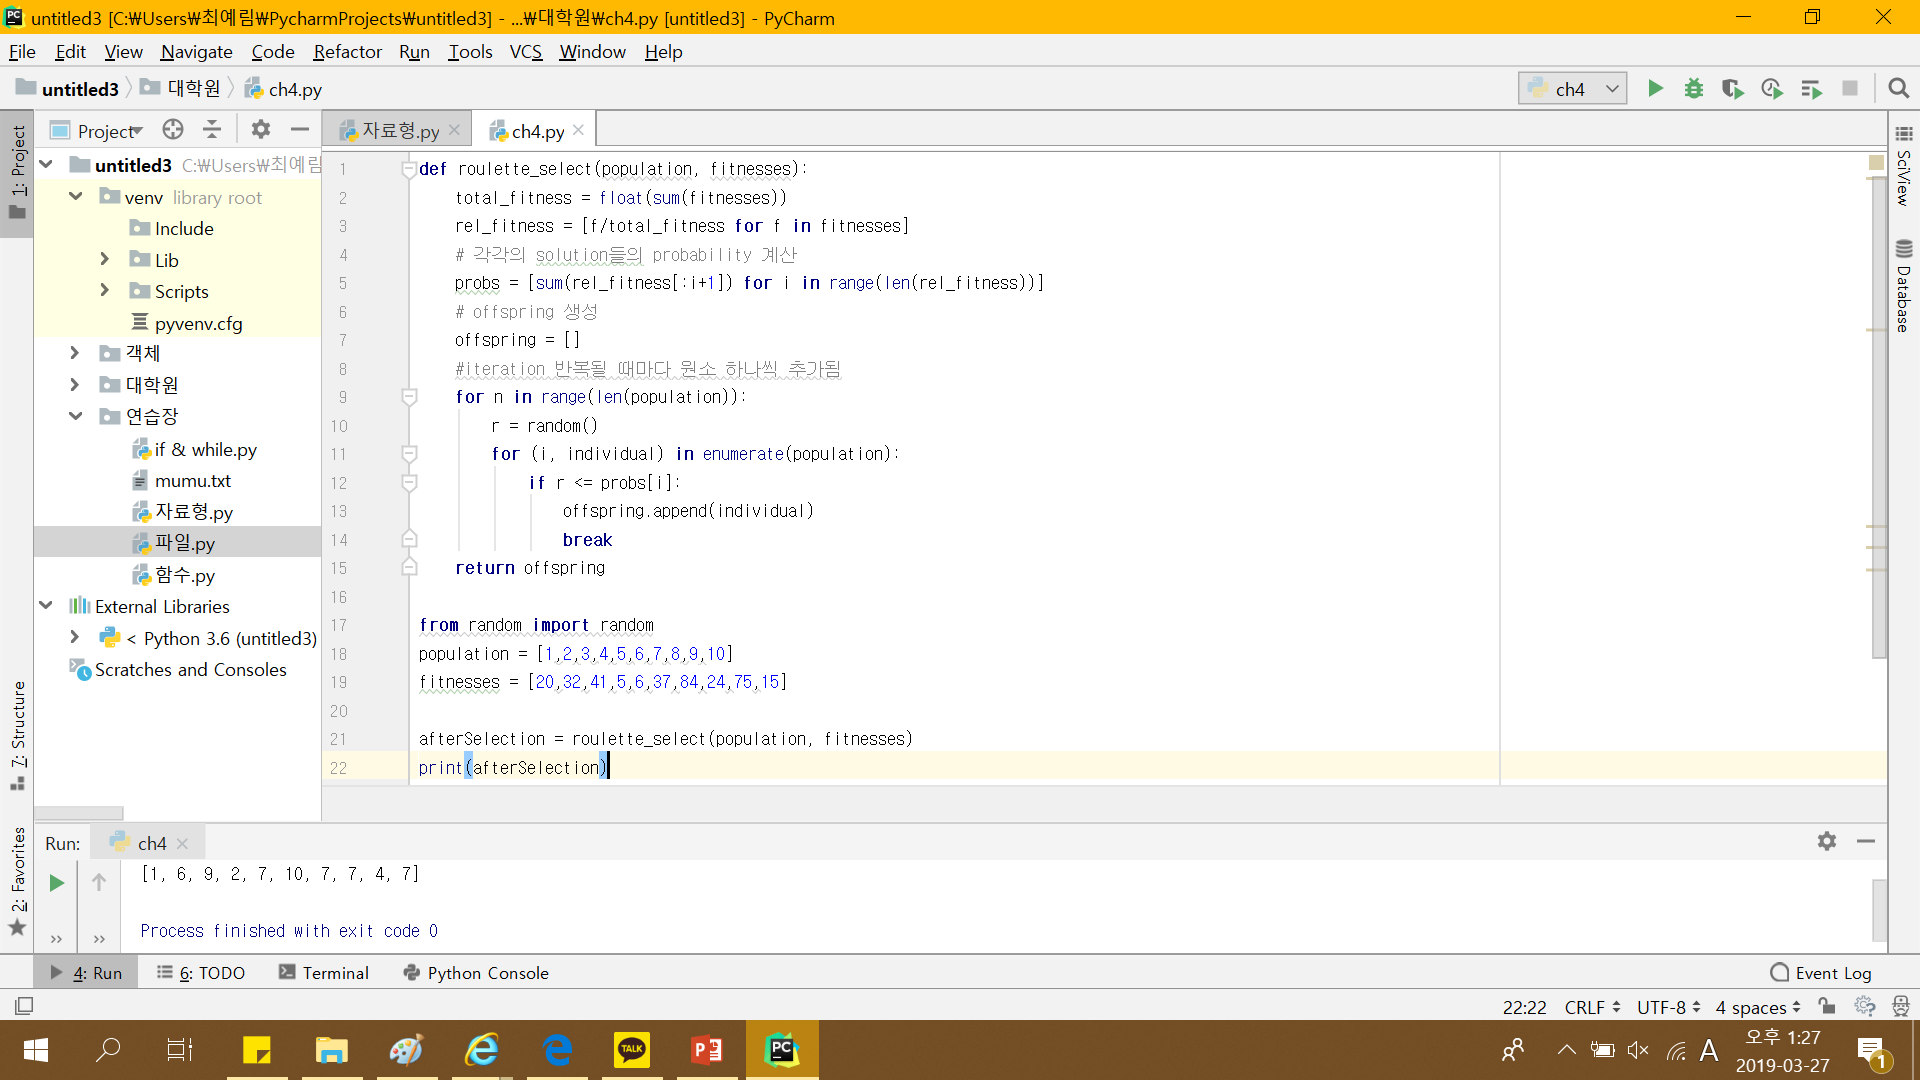 untitled3 [C:￦Users￦최예림￦PycharmProjects￦untitled3] - ...￦대학원￦ch4.py [untitled3] - PyCharm
File Edit View Navigate Code Refactor Run Tools VCS Window Help
untitled3 대학원 ch4.py
ch4
Project
자료형.py
ch4.py
1: Project
untitled3 C:￦Users￦최예림
venv library root
Include
Lib
Scripts
pyvenv.cfg
객체
대학원
연습장
if & while.py
mumu.txt
자료형.py
파일.py
함수.py
External Libraries
< Python 3.6 (untitled3)
Scratches and Consoles
7: Structure
2: Favorites
1 def roulette_select(population, fitnesses):
2 total_fitness = float(sum(fitnesses))
3 rel_fitness = [f/total_fitness for f in fitnesses]
4 # 각각의 solution들의 probability 계산
5 probs = [sum(rel_fitness[:i+1]) for i in range(len(rel_fitness))]
6 # offspring 생성
7 offspring = []
8 #iteration 반복될 때마다 원소 하나씩 추가됨
9 for n in range(len(population)):
10 r = random()
11 for (i, individual) in enumerate(population):
12 if r <= probs[i]:
13 offspring.append(individual)
14 break
15 return offspring
16
17 from random import random
18 population = [1,2,3,4,5,6,7,8,9,10]
19 fitnesses = [20,32,41,5,6,37,84,24,75,15]
20
21 afterSelection = roulette_select(population, fitnesses)
22 print(afterSelection)
SciView
Database
Run: ch4
[1, 6, 9, 2, 7, 10, 7, 7, 4, 7]
Process finished with exit code 0
4: Run 6: TODO Terminal Python Console Event Log
22:22 CRLF UTF-8 4 spaces
TALK
PC
A
오후 1:27
2019-03-27
1